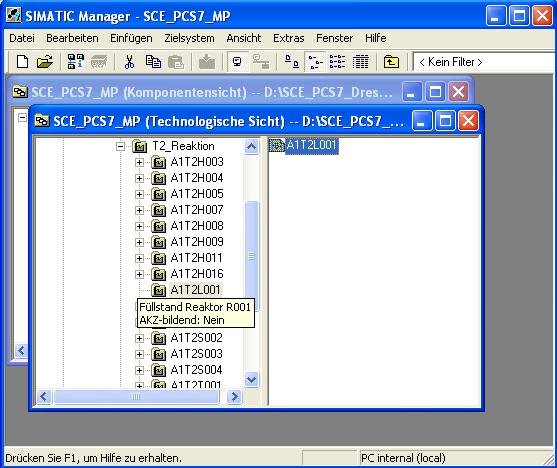 SIMATIC Manager - SCE_PCS7_MP
Datei Bearbeiten Einfügen Zielsystem Ansicht Extras Fenster Hilfe
< Kein Filter >
SCE_PCS7_MP (Komponentensicht) -- D:\SCE_PCS7_Dres...
SCE_PCS7_MP (Technologische Sicht) -- D:\SCE_PCS7_...
T2_Reaktion
A1T2L001
A1T2H003
A1T2H004
A1T2H005
A1T2H007
A1T2H008
A1T2H009
A1T2H011
A1T2H016
A1T2L001
Füllstand Reaktor R001
AKZ-bildend: Nein
A1T2S002
A1T2S003
A1T2S004
A1T2T001
Drücken Sie F1, um Hilfe zu erhalten.
PC internal (local)